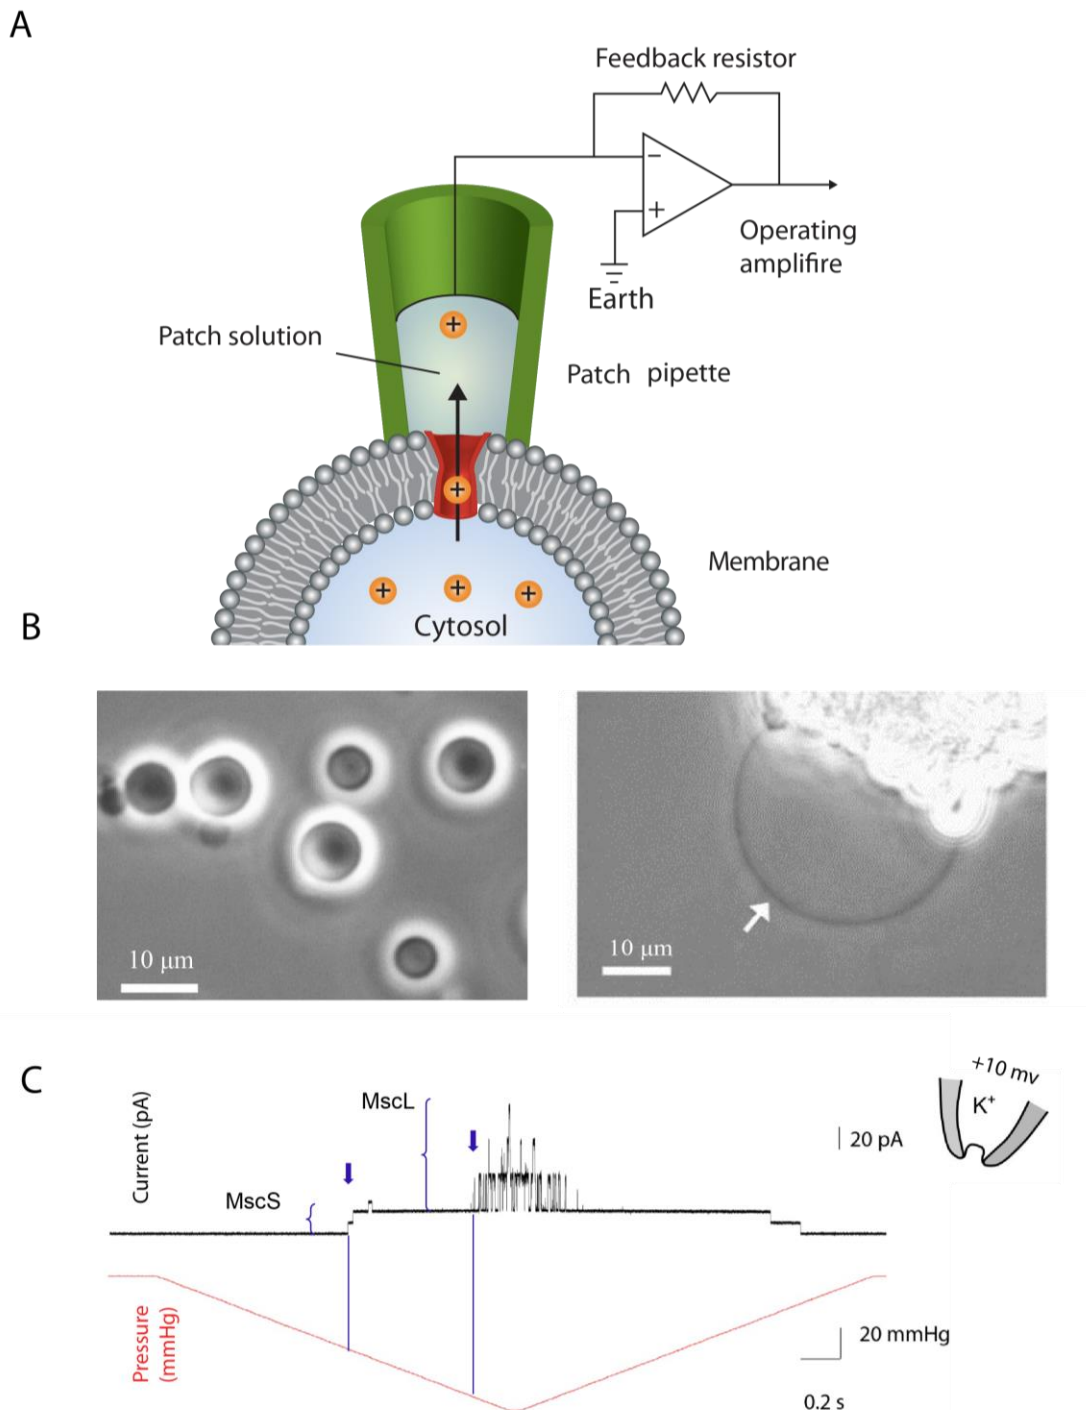 A
Feedback resistor
−
+
Operating
amplifire
Earth
+
Patch solution
Patch pipette
+
Membrane
+ + +
Cytosol
B
10 μm
10 μm
C
Current (pA)
MscL
MscS
20 pA
+10 mv
K⁺
Pressure
(mmHg)
20 mmHg
0.2 s